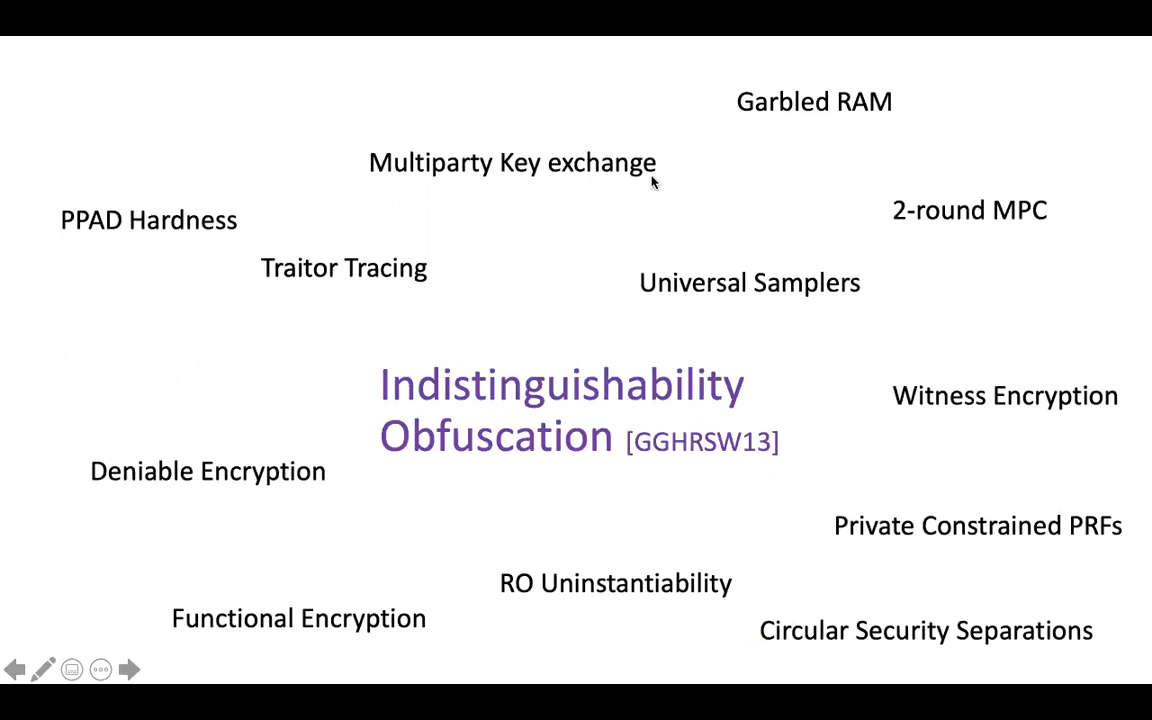 Garbled RAM
Multiparty Key exchange
2-round MPC
PPAD Hardness
Traitor Tracing
Universal Samplers
Indistinguishability
Obfuscation [GGHRSW13]
Witness Encryption
Deniable Encryption
Private Constrained PRFs
RO Uninstantiability
Functional Encryption
Circular Security Separations